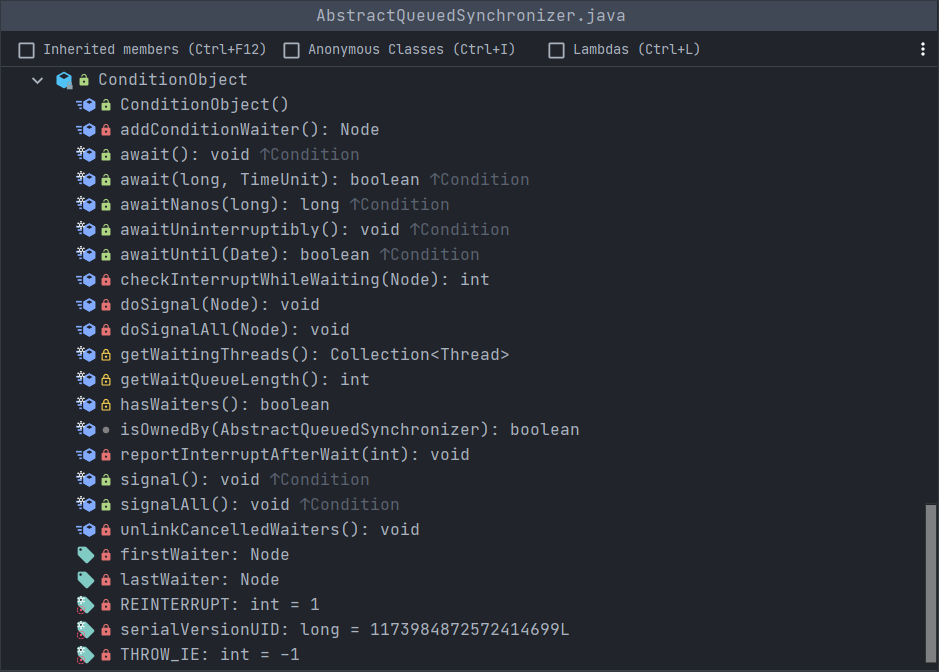 AbstractQueuedSynchronizer.java
Inherited members (Ctrl+F12) Anonymous Classes (Ctrl+I) Lambdas (Ctrl+L)
ConditionObject
ConditionObject()
addConditionWaiter(): Node
await(): void ↑Condition
await(long, TimeUnit): boolean ↑Condition
awaitNanos(long): long ↑Condition
awaitUninterruptibly(): void ↑Condition
awaitUntil(Date): boolean ↑Condition
checkInterruptWhileWaiting(Node): int
doSignal(Node): void
doSignalAll(Node): void
getWaitingThreads(): Collection<Thread>
getWaitQueueLength(): int
hasWaiters(): boolean
isOwnedBy(AbstractQueuedSynchronizer): boolean
reportInterruptAfterWait(int): void
signal(): void ↑Condition
signalAll(): void ↑Condition
unlinkCancelledWaiters(): void
firstWaiter: Node
lastWaiter: Node
REINTERRUPT: int = 1
serialVersionUID: long = 1173984872572414699L
THROW_IE: int = -1